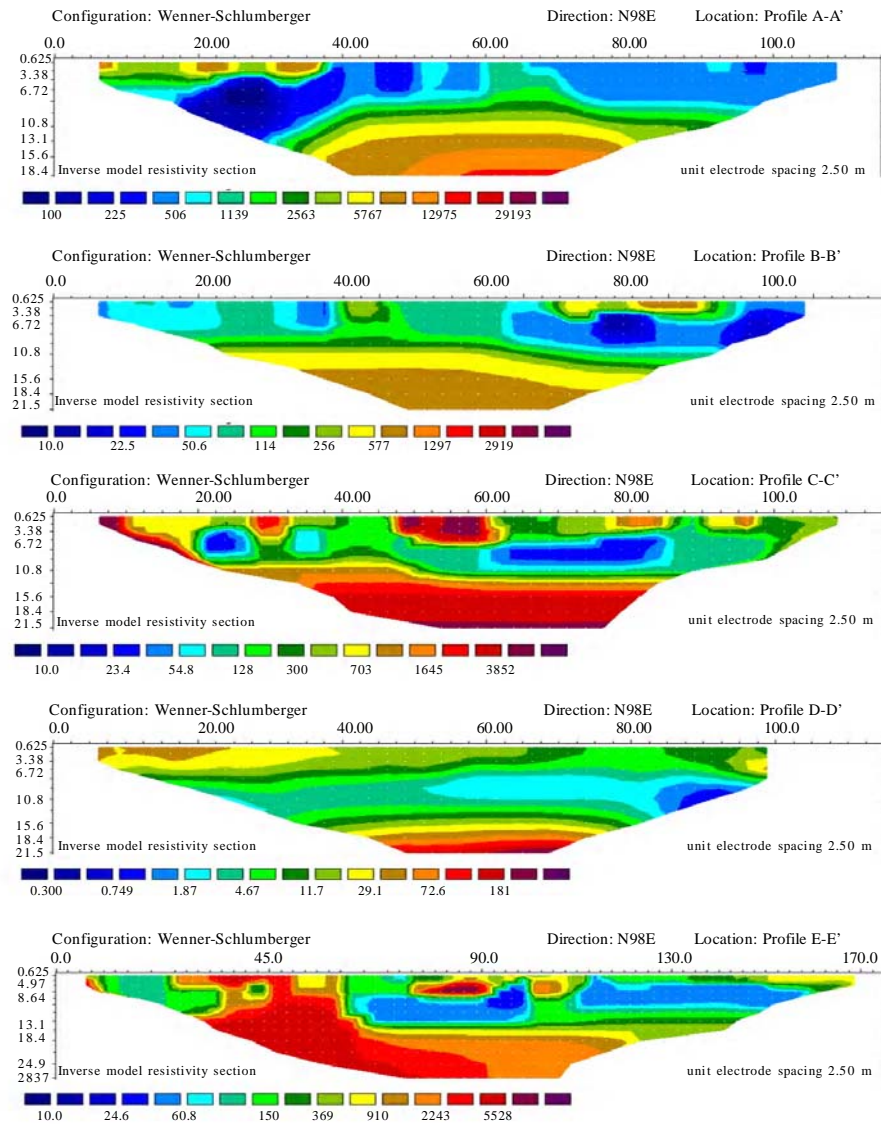 Configuration: Wenner-Schlumberger Direction: N98E Location: Profile A-A’
0.0 20.00 40.00 60.00 80.00 100.0
0.625
3.38
6.72
10.8
13.1
15.6
18.4
Inverse model resistivity section unit electrode spacing 2.50 m
100 225 506 1139 2563 5767 12975 29193
Configuration: Wenner-Schlumberger Direction: N98E Location: Profile B-B’
0.0 20.00 40.00 60.00 80.00 100.0
0.625
3.38
6.72
10.8
15.6
18.4
21.5
Inverse model resistivity section unit electrode spacing 2.50 m
10.0 22.5 50.6 114 256 577 1297 2919
Configuration: Wenner-Schlumberger Direction: N98E Location: Profile C-C’
0.0 20.00 40.00 60.00 80.00 100.0
0.625
3.38
6.72
10.8
15.6
18.4
21.5
Inverse model resistivity section unit electrode spacing 2.50 m
10.0 23.4 54.8 128 300 703 1645 3852
Configuration: Wenner-Schlumberger Direction: N98E Location: Profile D-D’
0.0 20.00 40.00 60.00 80.00 100.0
0.625
3.38
6.72
10.8
15.6
18.4
21.5
Inverse model resistivity section unit electrode spacing 2.50 m
0.300 0.749 1.87 4.67 11.7 29.1 72.6 181
Configuration: Wenner-Schlumberger Direction: N98E Location: Profile E-E’
0.0 45.0 90.0 130.0 170.0
0.625
4.97
8.64
13.1
18.4
24.9
2837
Inverse model resistivity section unit electrode spacing 2.50 m
10.0 24.6 60.8 150 369 910 2243 5528